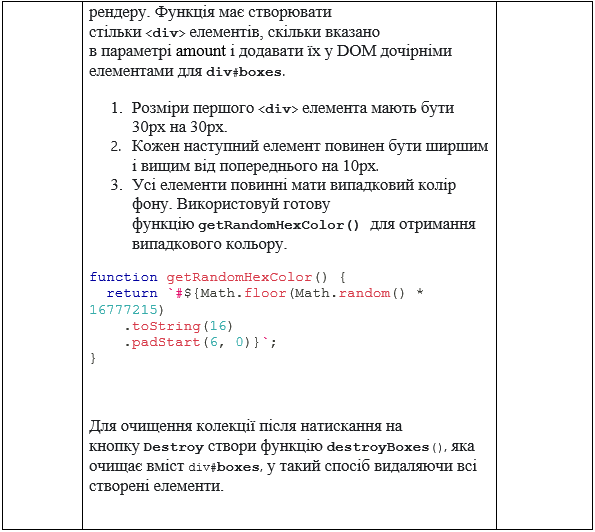 рендеру. Функція має створювати
стільки <div> елементів, скільки вказано
в параметрі amount і додавати їх у DOM дочірніми
елементами для div#boxes.
1. Розміри першого <div> елемента мають бути
30px на 30px.
2. Кожен наступний елемент повинен бути ширшим
і вищим від попереднього на 10px.
3. Усі елементи повинні мати випадковий колір
фону. Використовуй готову
функцію getRandomHexColor() для отримання
випадкового кольору.
function getRandomHexColor() {
  return `#${Math.floor(Math.random() *
16777215)
    .toString(16)
    .padStart(6, 0)}`;
}
Для очищення колекції після натискання на
кнопку Destroy створи функцію destroyBoxes(), яка
очищає вміст div#boxes, у такий спосіб видаляючи всі
створені елементи.